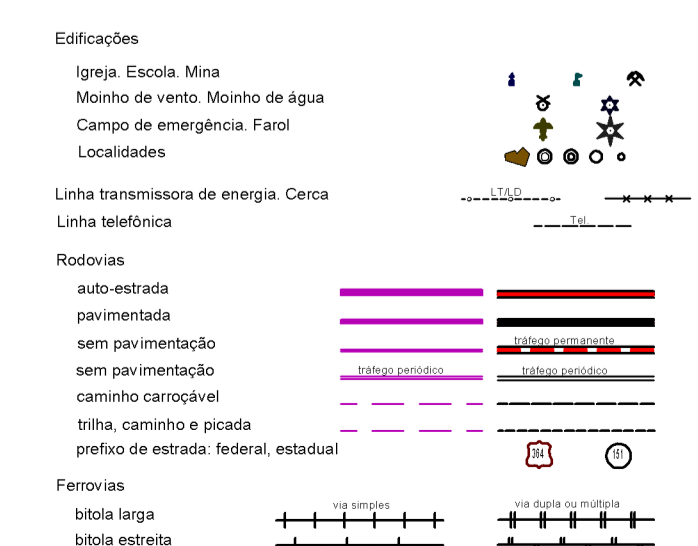 Edificações
Igreja. Escola. Mina
Moinho de vento. Moinho de água
Campo de emergência. Farol
Localidades
Linha transmissora de energia. Cerca LT/LD
Linha telefônica Tel.
Rodovias
auto-estrada
pavimentada
sem pavimentação tráfego permanente
sem pavimentação tráfego periódico tráfego periódico
caminho carroçável
trilha, caminho e picada
prefixo de estrada: federal, estadual 364 151
Ferrovias
bitola larga via simples via dupla ou múltipla
bitola estreita